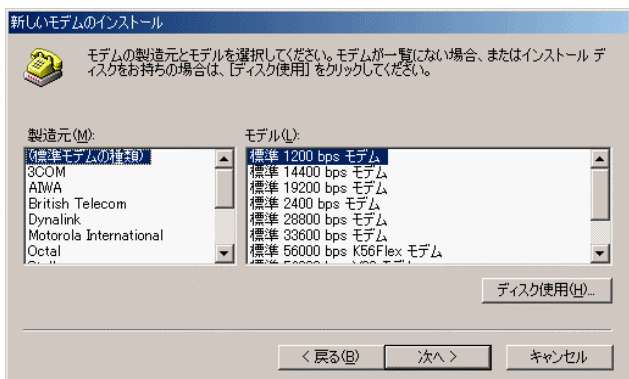 新しいモデムのインストール
モデムの製造元とモデルを選択してください。モデムが一覧にない場合、またはインストール デ
ィスクをお持ちの場合は、[ディスク使用] をクリックしてください。
製造元(M):
(標準モデムの種類)
3COM
AIWA
British Telecom
Dynalink
Motorola International
Octal
モデル(L):
標準 1200 bps モデム
標準 14400 bps モデム
標準 19200 bps モデム
標準 2400 bps モデム
標準 28800 bps モデム
標準 33600 bps モデム
標準 56000 bps K56Flex モデム
ディスク使用(H)...
< 戻る(B)
次へ >
キャンセル